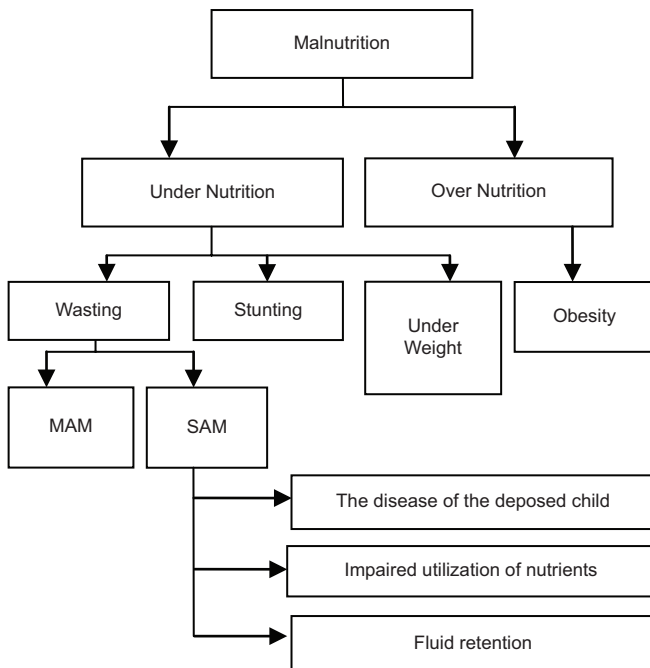 Malnutrition
Under Nutrition
Over Nutrition
Wasting
Stunting
Under
Weight
Obesity
MAM
SAM
The disease of the deposed child
Impaired utilization of nutrients
Fluid retention